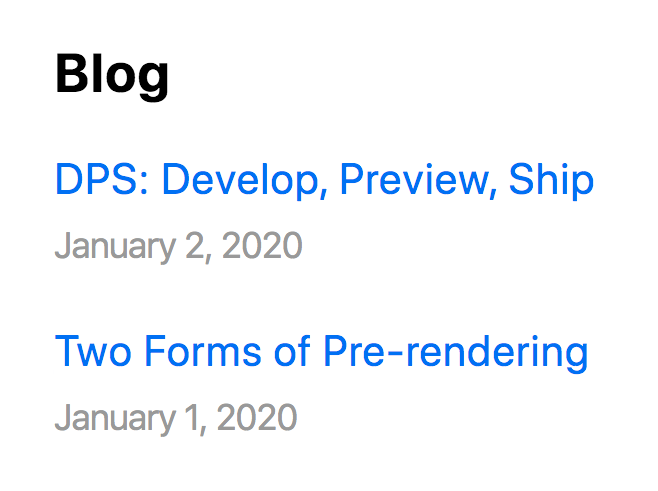 Blog
DPS: Develop, Preview, Ship
January 2, 2020
Two Forms of Pre-rendering
January 1, 2020